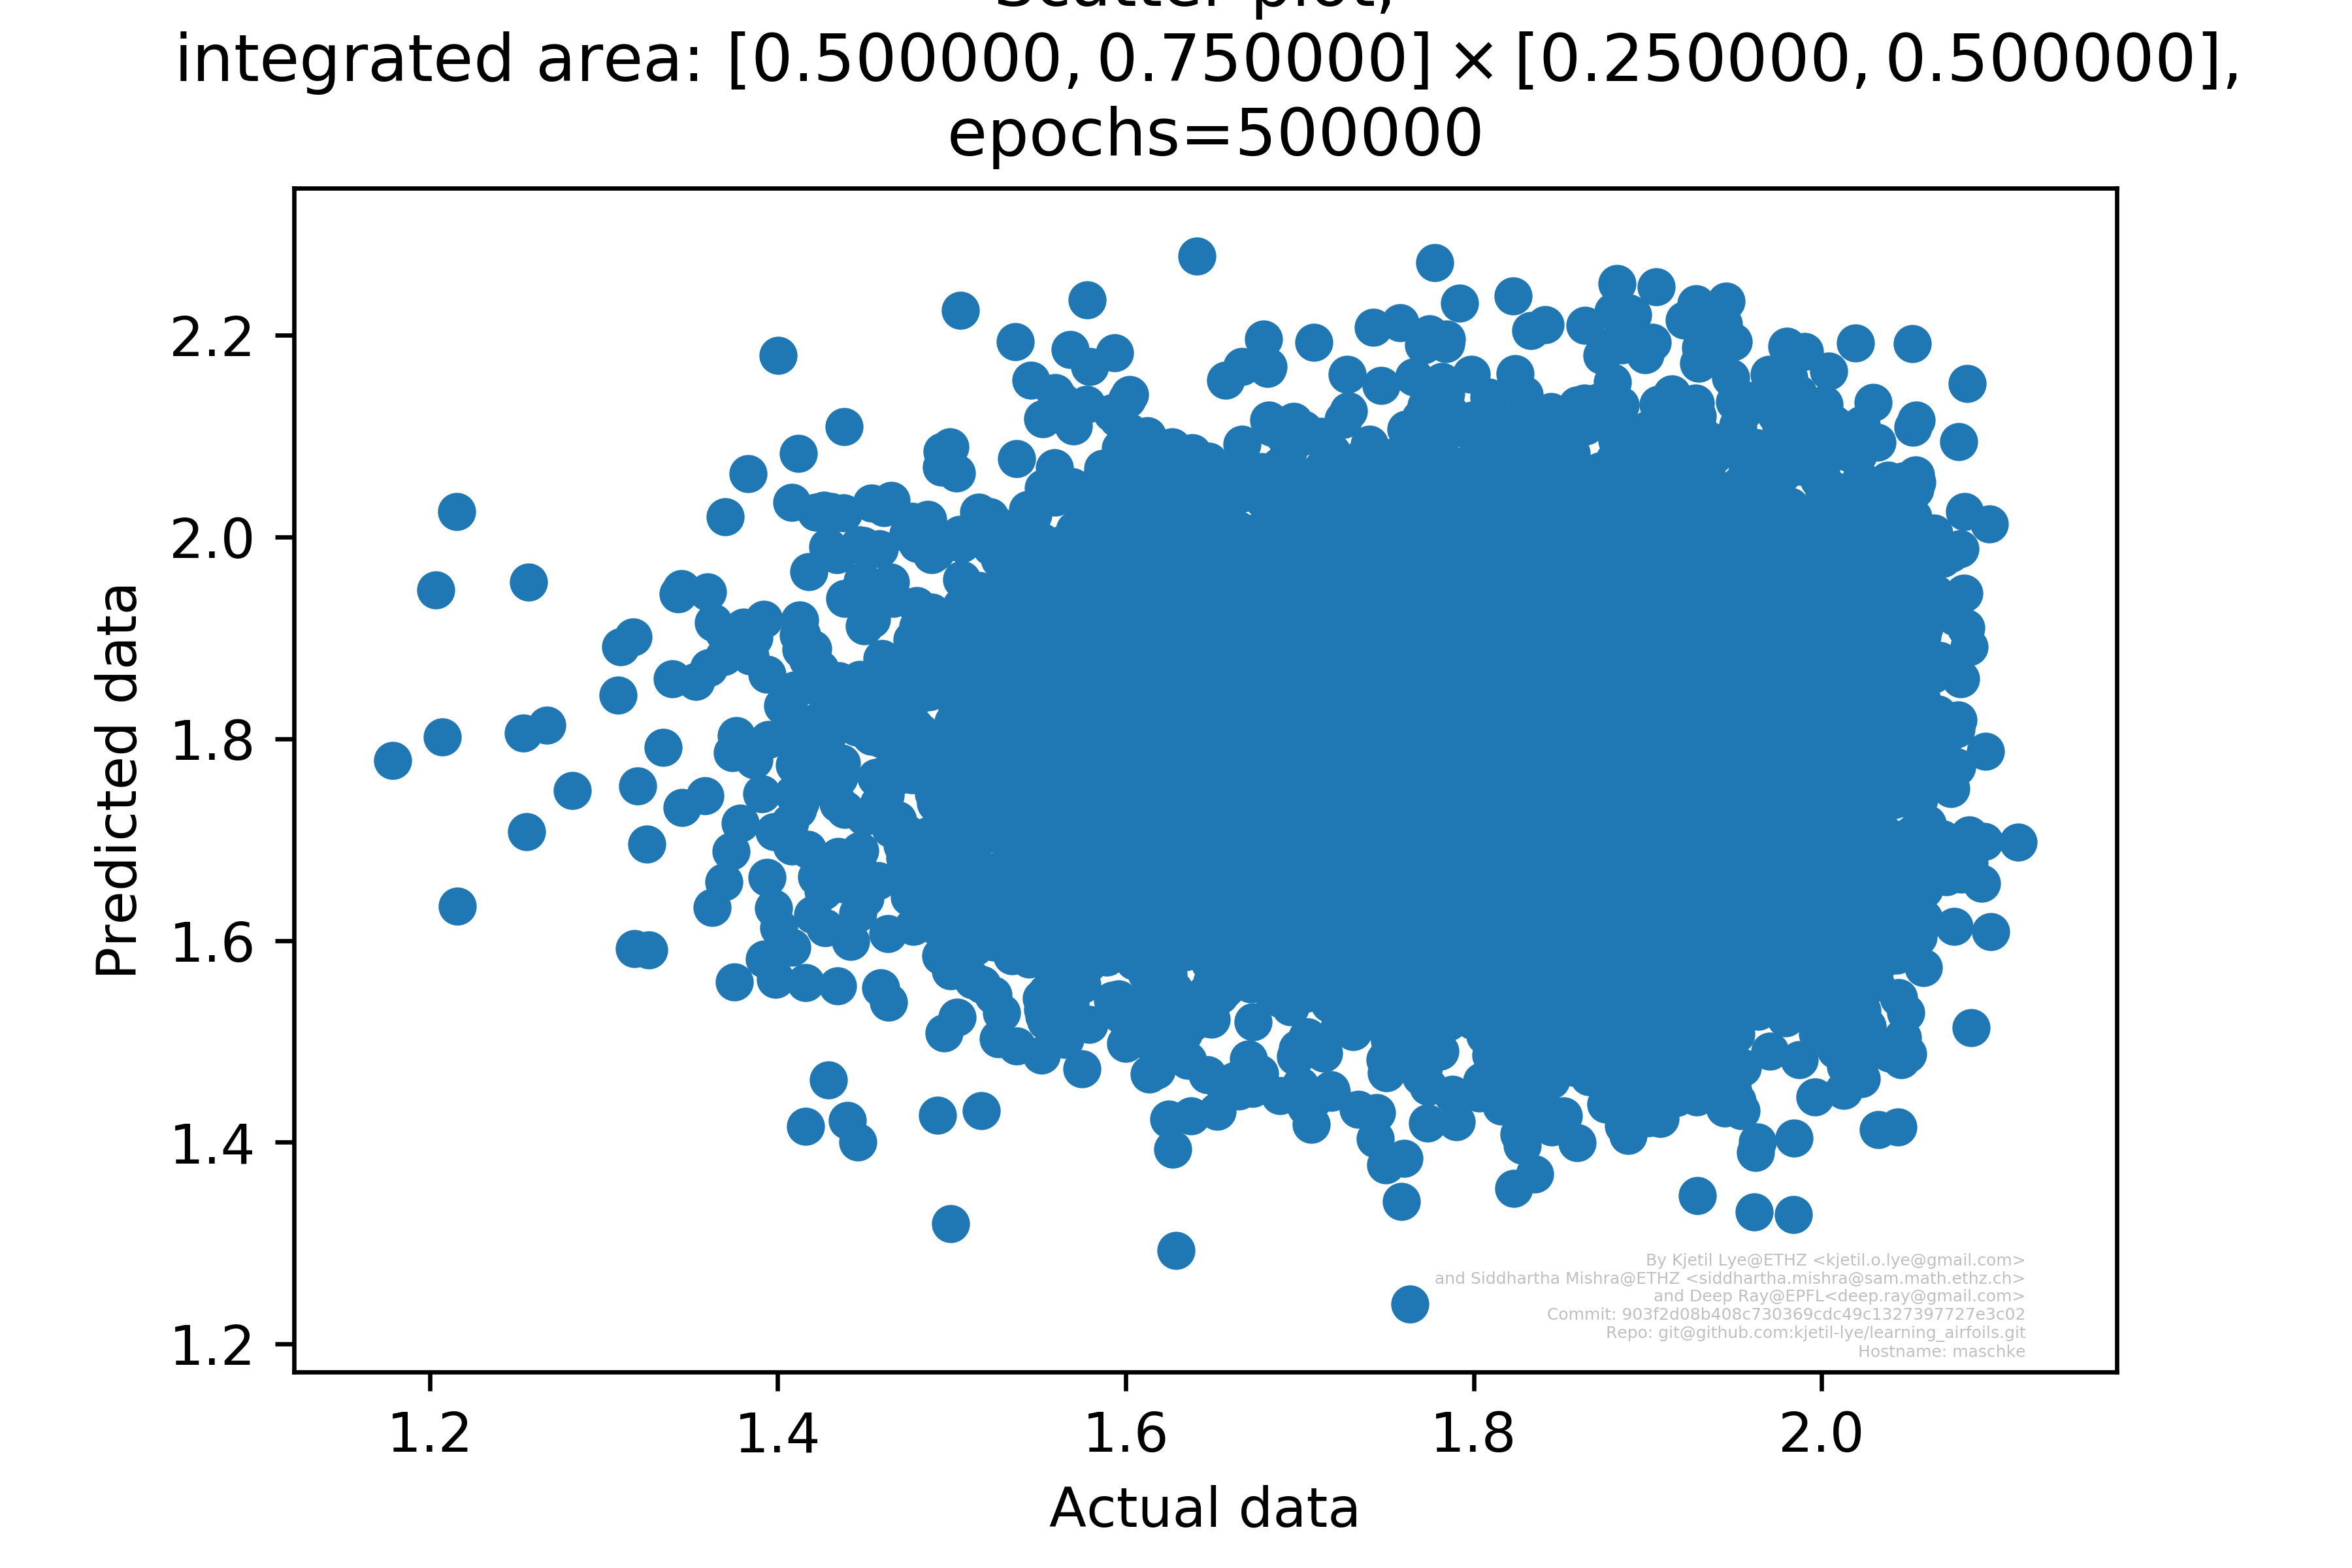 Scatter plot,
integrated area: [0.500000, 0.750000] × [0.250000, 0.500000],
epochs=500000
Predicted data
2.2
2.0
1.8
1.6
1.4
1.2
1.2 1.4 1.6 1.8 2.0
Actual data
By Kjetil Lye@ETHZ <kjetil.o.lye@gmail.com>
and Siddhartha Mishra@ETHZ <siddhartha.mishra@sam.math.ethz.ch>
and Deep Ray@EPFL<deep.ray@gmail.com>
Commit: 903f2d08b408c730369cdc49c1327397727e3c02
Repo: git@github.com:kjetil-lye/learning_airfoils.git
Hostname: maschke